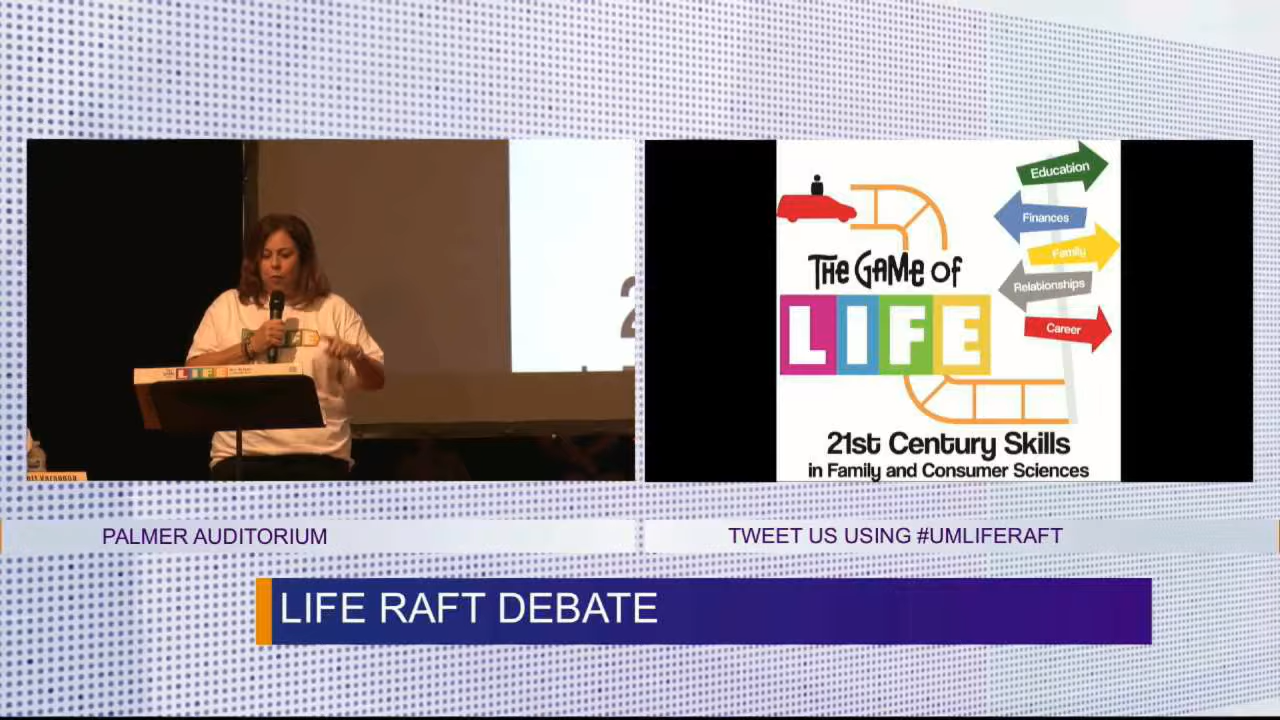 LIFE
Education
Finances
Family
Relationships
Career
THE GAME OF
LIFE
21st Century Skills
in Family and Consumer Sciences
PALMER AUDITORIUM
TWEET US USING #UMLIFERAFT
LIFE RAFT DEBATE